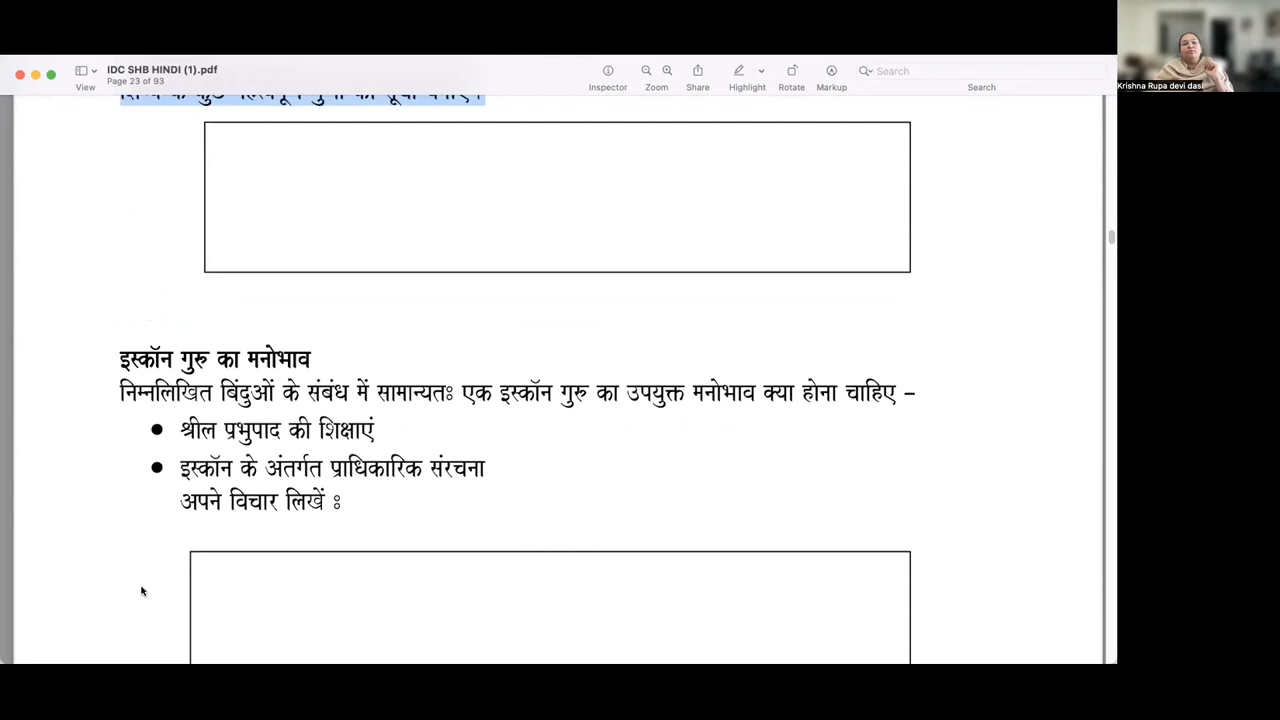 IDC SHB HINDI (1).pdf
Page 23 of 93
View
Inspector
Zoom
Share
Highlight
Rotate
Markup
Search
Search
Krishna Rupa devi dasi
इस्कॉन गुरु का मनोभाव
निम्नलिखित बिंदुओं के संबंध में सामान्यतः एक इस्कॉन गुरु का उपयुक्त मनोभाव क्या होना चाहिए –
● श्रील प्रभुपाद की शिक्षाएं
● इस्कॉन के अंतर्गत प्राधिकारिक संरचना
अपने विचार लिखें :